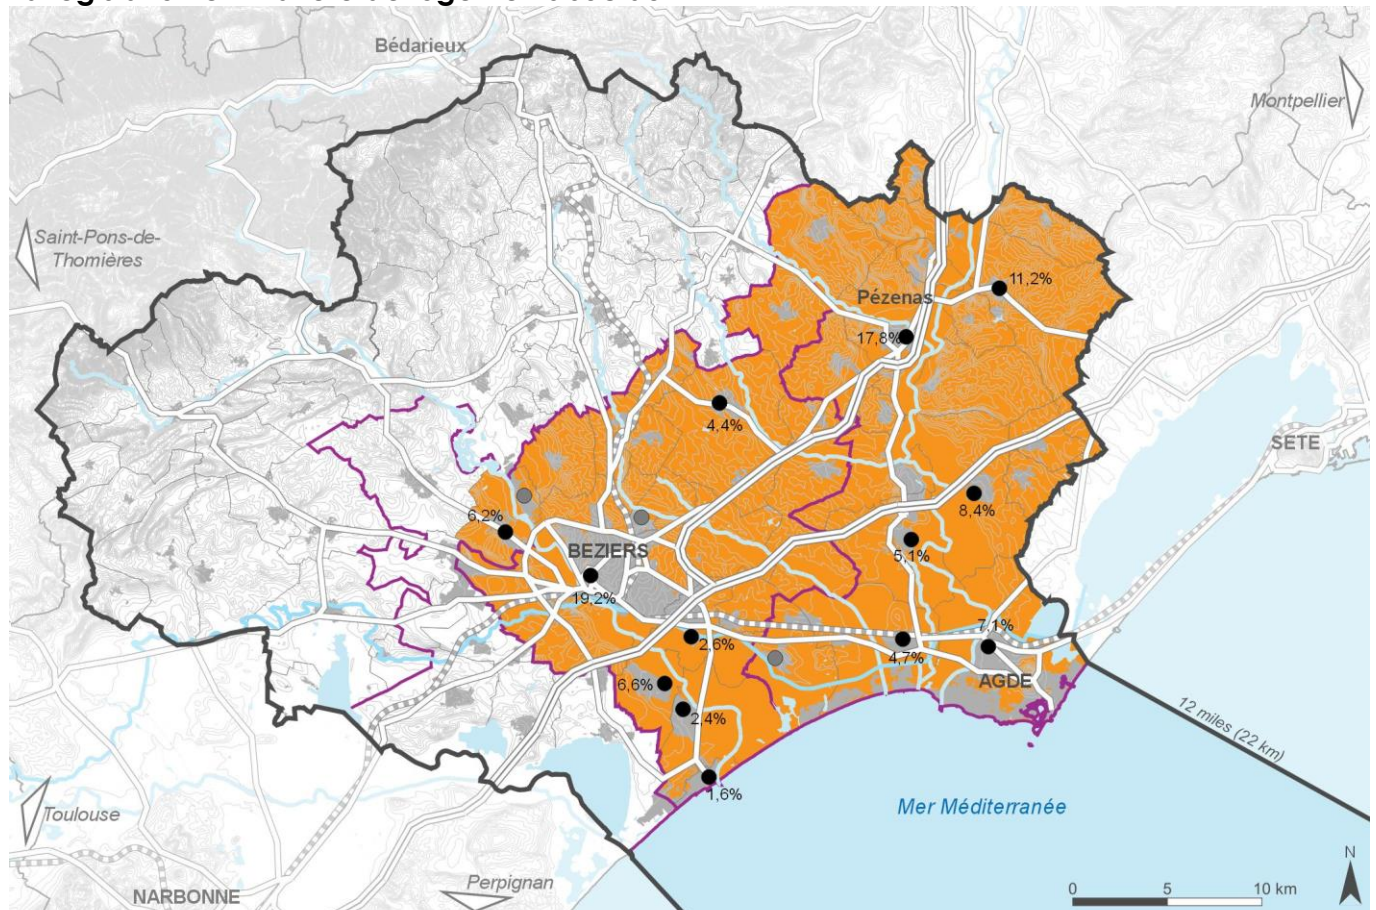 Bédarieux
Montpellier
Saint-Pons-de-
Thomières
11,2%
Pézenas
17,8%
4,4%
SETE
8,4%
6,2%
5,1%
BEZIERS
19,2%
7,1%
2,6%
4,7%
6,6%
AGDE
2,4%
12 miles (22 km)
1,6%
Mer Méditerranée
Toulouse
Perpignan
NARBONNE
N
0 5 10 km